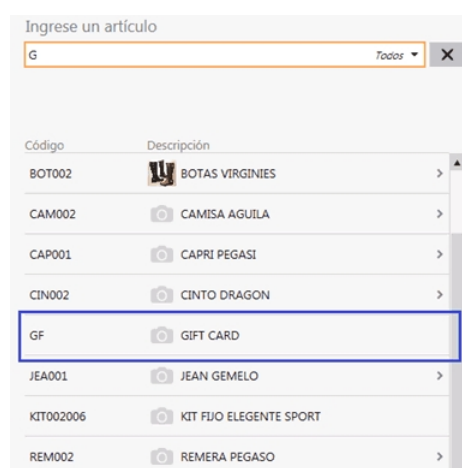 Ingrese un artículo
G Todos
Código Descripción
BOT002 BOTAS VIRGINIES
CAM002 CAMISA AGUILA
CAP001 CAPRI PEGASI
CIN002 CINTO DRAGON
GF GIFT CARD
JEA001 JEAN GEMELO
KIT002006 KIT FIJO ELEGENTE SPORT
REM002 REMERA PEGASO